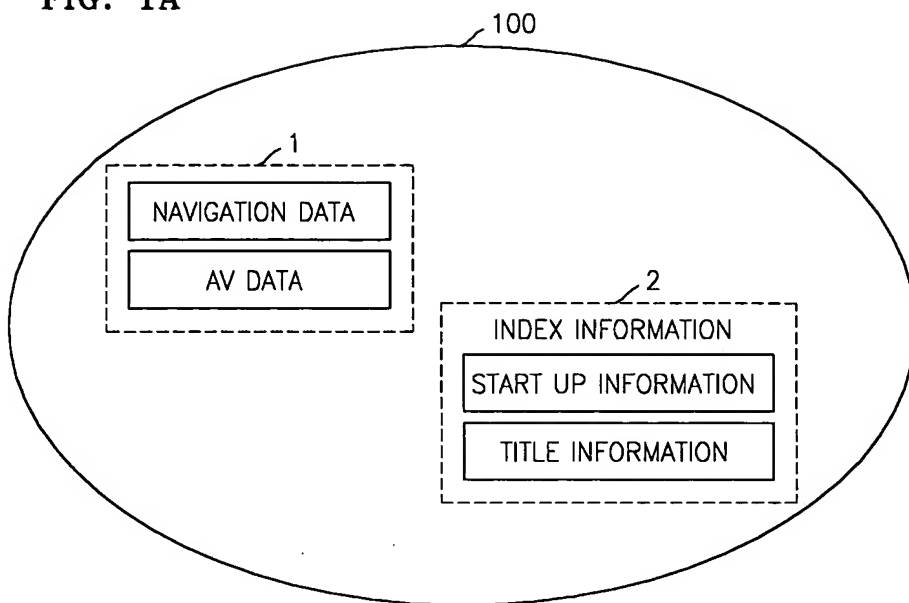 FIG. 1A
100
1
NAVIGATION DATA
AV DATA
2
INDEX INFORMATION
START UP INFORMATION
TITLE INFORMATION